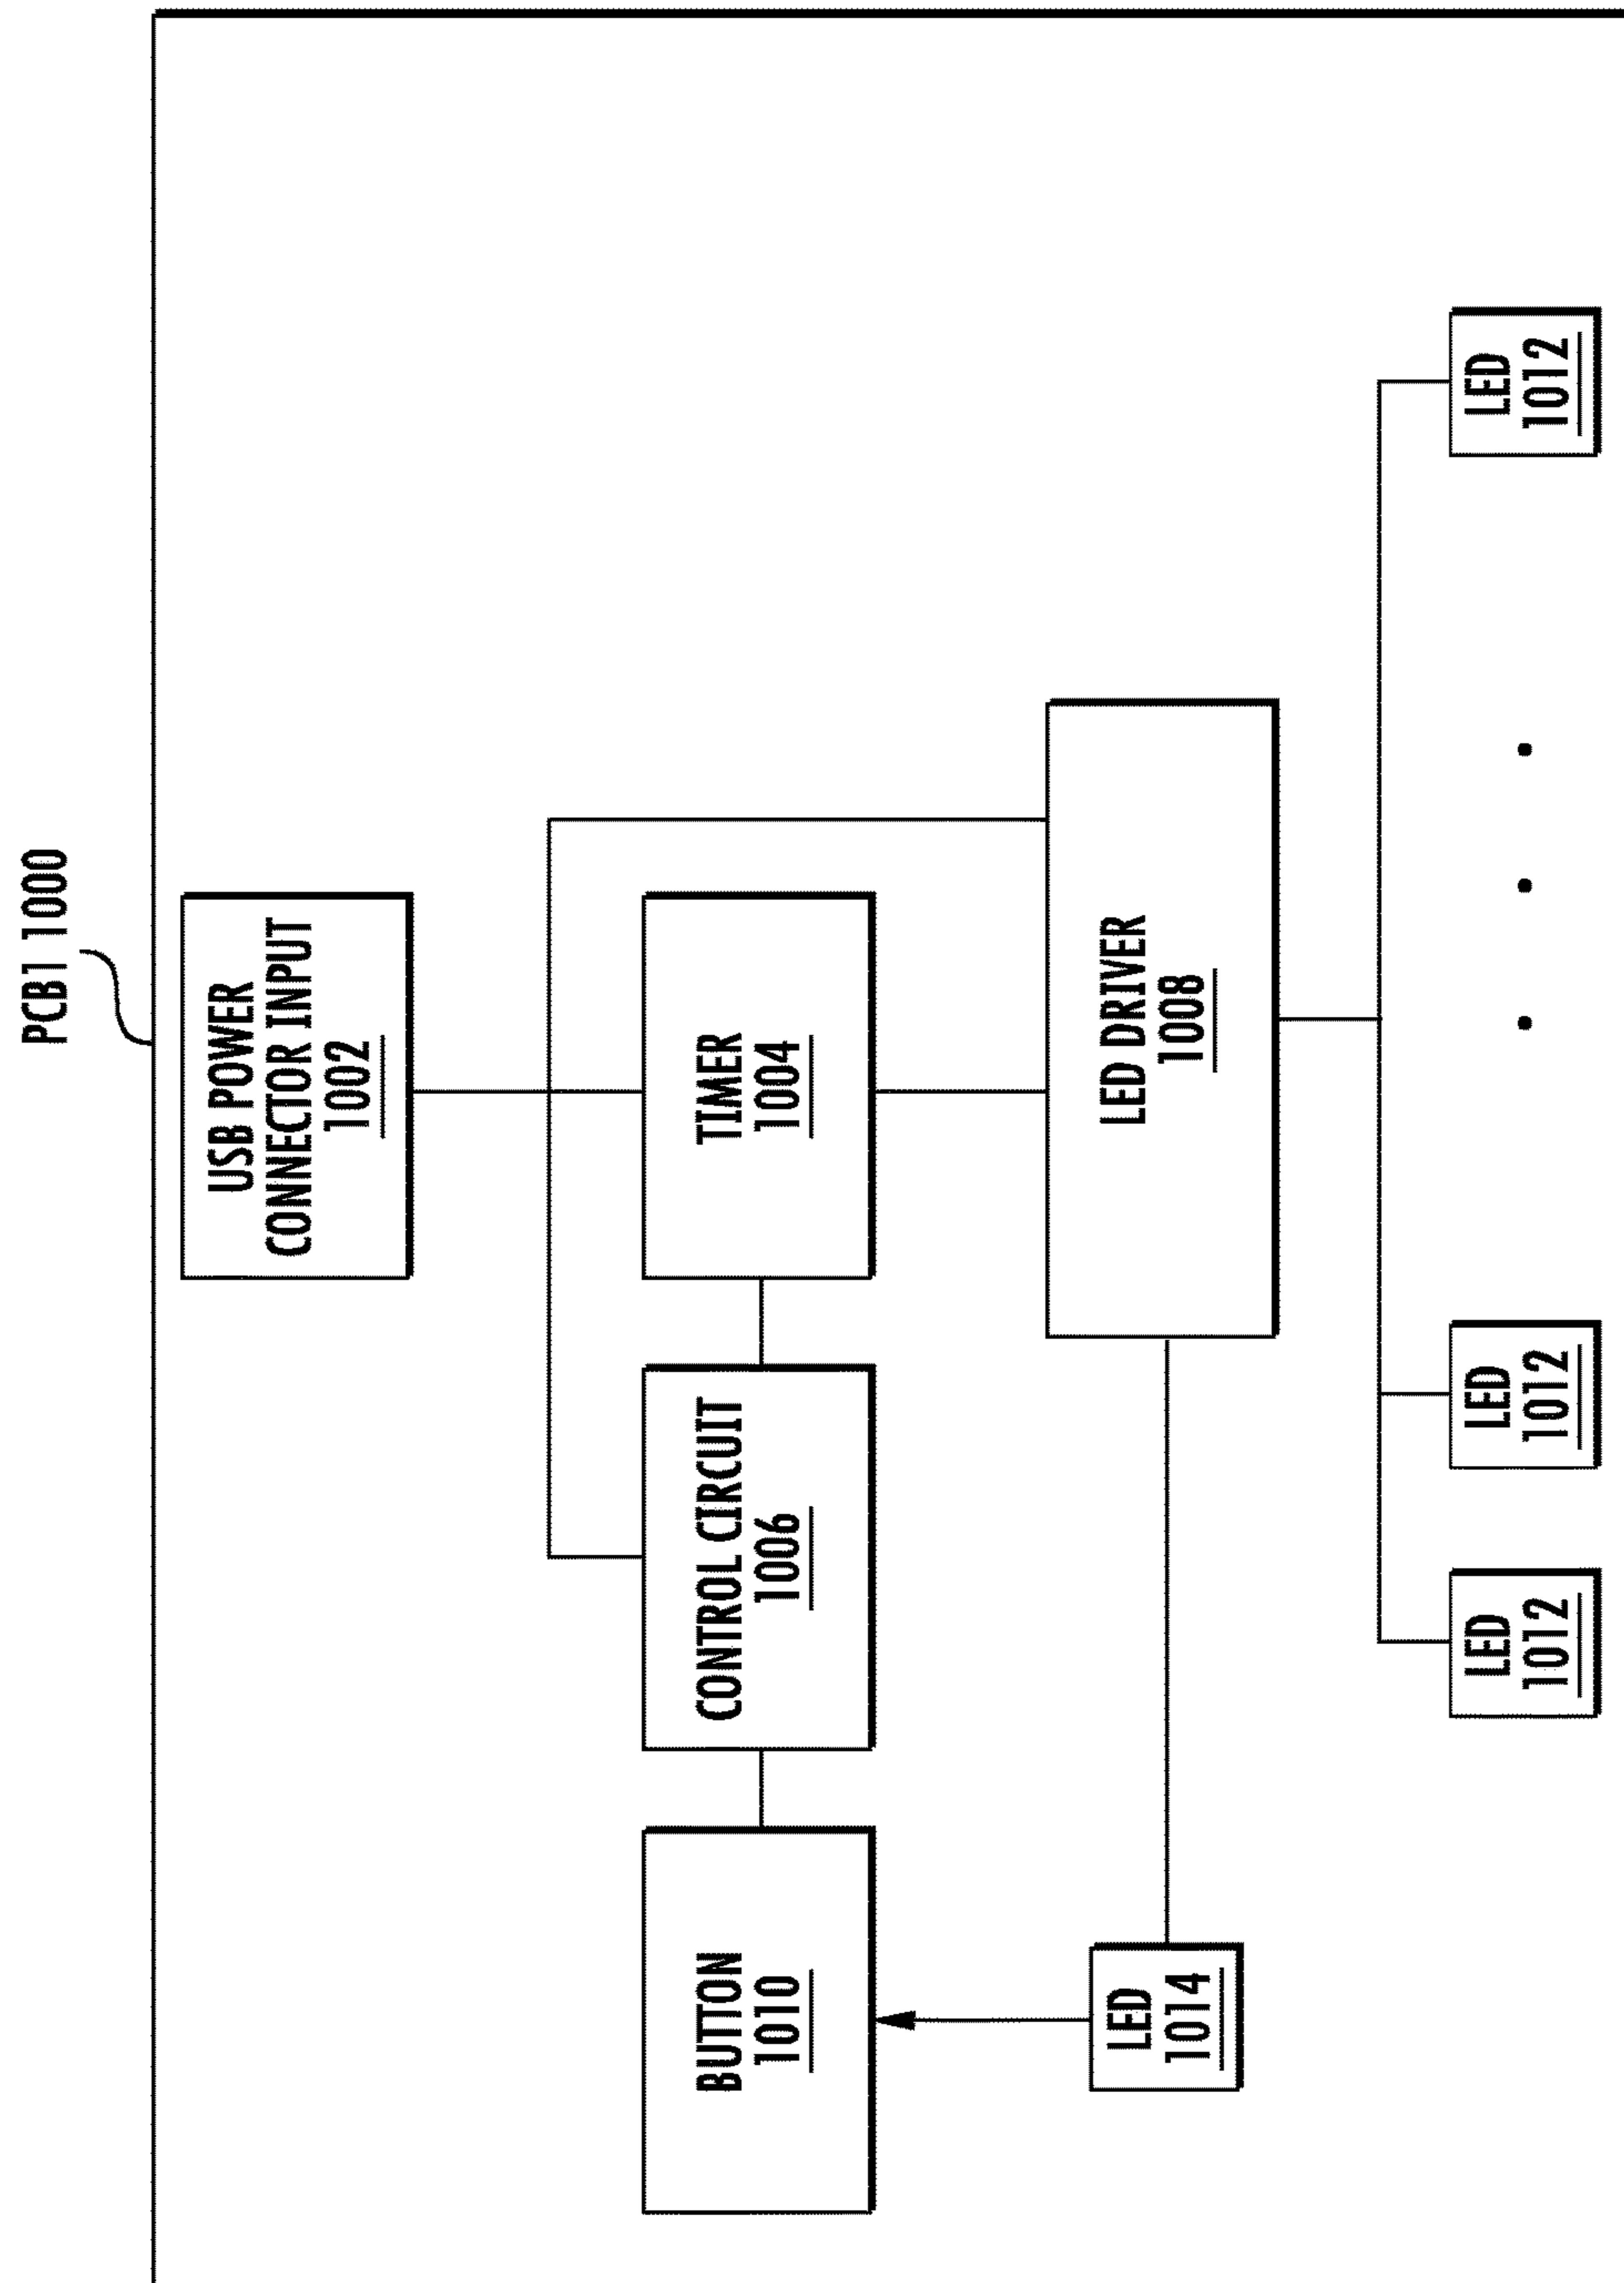 PCB1 1000
USB POWER
CONNECTOR INPUT
1002
BUTTON
1010
CONTROL CIRCUIT
1006
TIMER
1004
LED
1014
LED DRIVER
1008
LED
1012
LED
1012
LED
1012